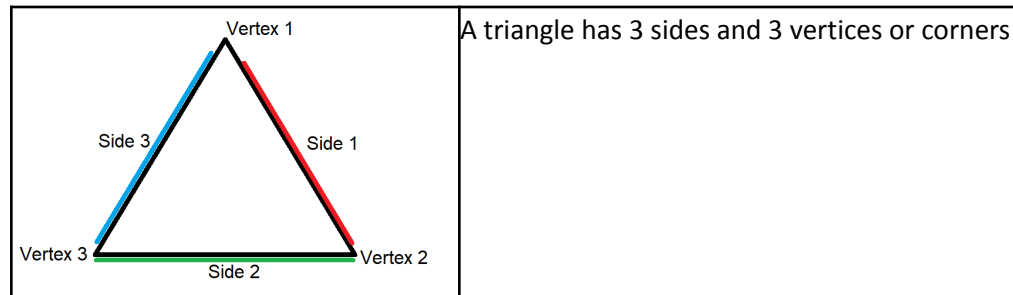 Vertex 1
A triangle has 3 sides and 3 vertices or corners
Side 3
Side 1
Vertex 3
Vertex 2
Side 2